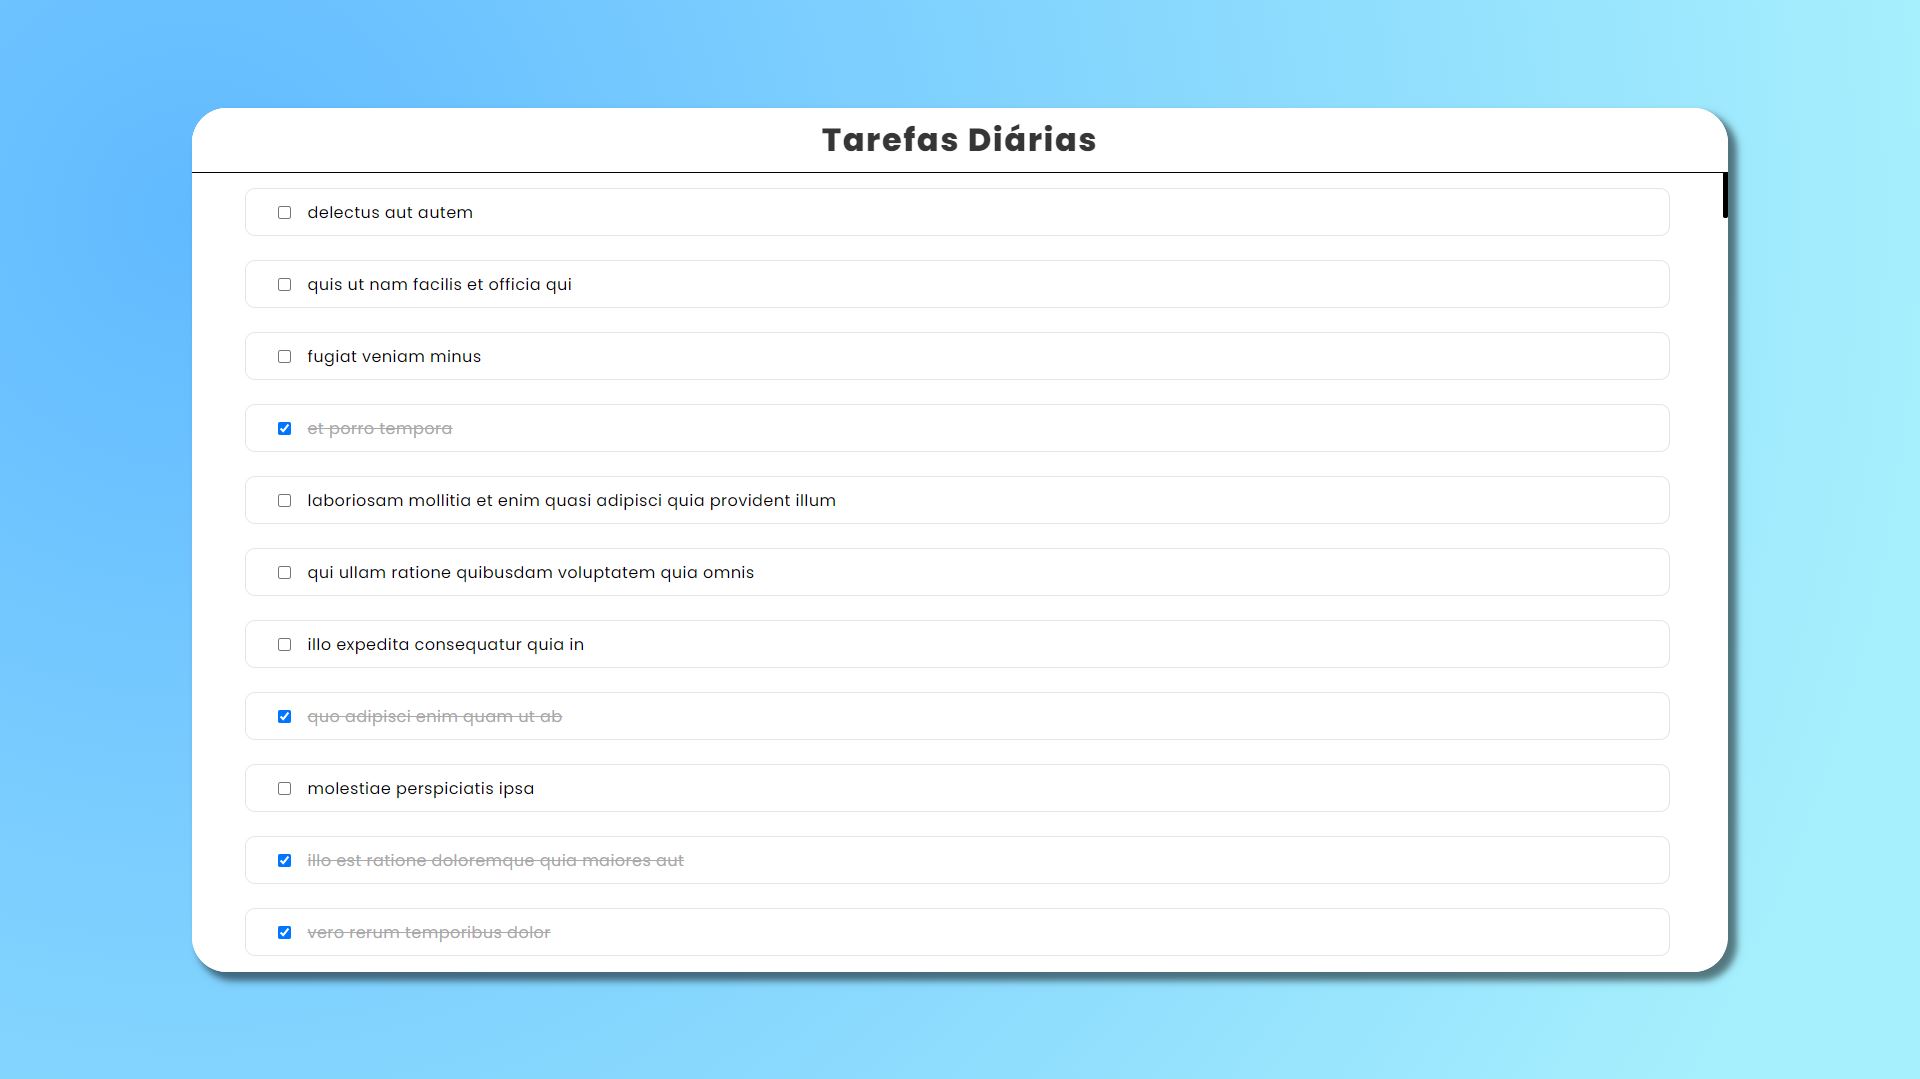 Tarefas Diárias
delectus aut autem
quis ut nam facilis et officia qui
fugiat veniam minus
et porro tempora
laboriosam mollitia et enim quasi adipisci quia provident illum
qui ullam ratione quibusdam voluptatem quia omnis
illo expedita consequatur quia in
quo adipisci enim quam ut ab
molestiae perspiciatis ipsa
illo est ratione doloremque quia maiores aut
vero rerum temporibus dolor